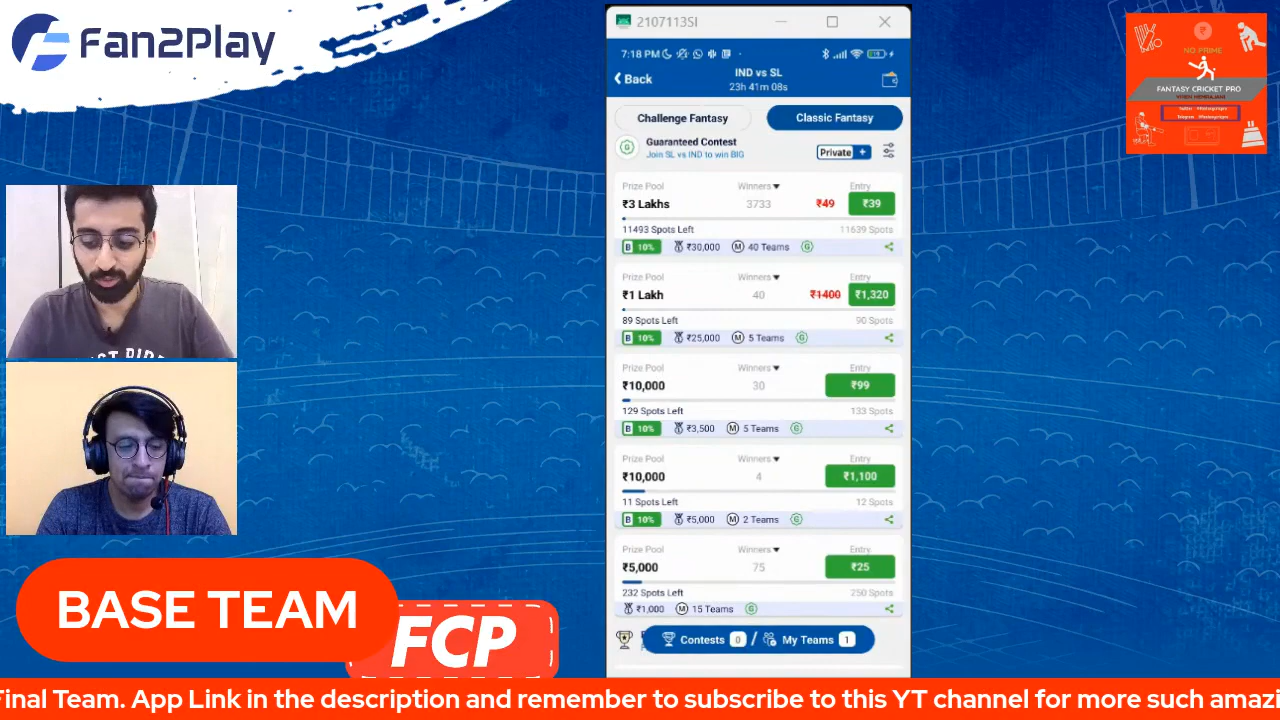 Fan2Play
2107113SI
7:18 PM
Back
IND vs SL
23h 41m 08s
Challenge Fantasy
Classic Fantasy
Guaranteed Contest
Join SL vs IND to win BIG
Private +
Prize Pool Winners Entry
₹3 Lakhs 3733 ₹49 ₹39
11493 Spots Left 11639 Spots
B 10% ₹30,000 M 40 Teams G
Prize Pool Winners Entry
₹1 Lakh 40 ₹1400 ₹1,320
89 Spots Left 90 Spots
B 10% ₹25,000 M 5 Teams G
Prize Pool Winners Entry
₹10,000 30 ₹99
129 Spots Left 133 Spots
B 10% ₹3,500 M 5 Teams G
Prize Pool Winners Entry
₹10,000 4 ₹1,100
11 Spots Left 12 Spots
B 10% ₹5,000 M 2 Teams G
Prize Pool Winners Entry
₹5,000 75 ₹25
232 Spots Left 250 Spots
₹1,000 M 15 Teams G
Contests 0 / My Teams 1
NO PRIME
FANTASY CRICKET PRO
BASE TEAM
FCP
Final Team. App Link in the description and remember to subscribe to this YT channel for more such amazi